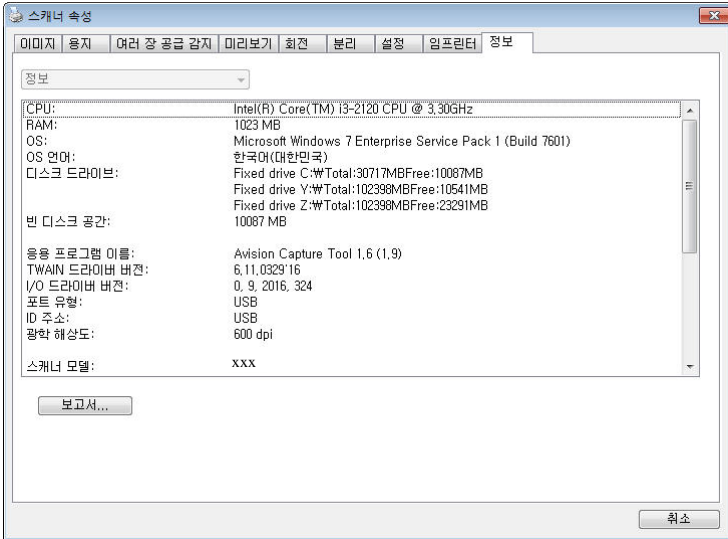 스캐너 속성
이미지 용지 여러 장 공급 감지 미리보기 회전 분리 설정 임프린터 정보
정보
CPU: Intel(R) Core(TM) i3-2120 CPU @ 3,30GHz
RAM: 1023 MB
OS: Microsoft Windows 7 Enterprise Service Pack 1 (Build 7601)
OS 언어: 한국어(대한민국)
디스크 드라이브: Fixed drive C:₩Total:30717MBFree:10087MB
Fixed drive Y:₩Total:102398MBFree:10541MB
Fixed drive Z:₩Total:102398MBFree:23291MB
빈 디스크 공간: 10087 MB
응용 프로그램 이름: Avision Capture Tool 1,6 (1,9)
TWAIN 드라이버 버전: 6,11,0329'16
I/O 드라이버 버전: 0, 9, 2016, 324
포트 유형: USB
ID 주소: USB
광학 해상도: 600 dpi
스캐너 모델: xxx
보고서...
취소